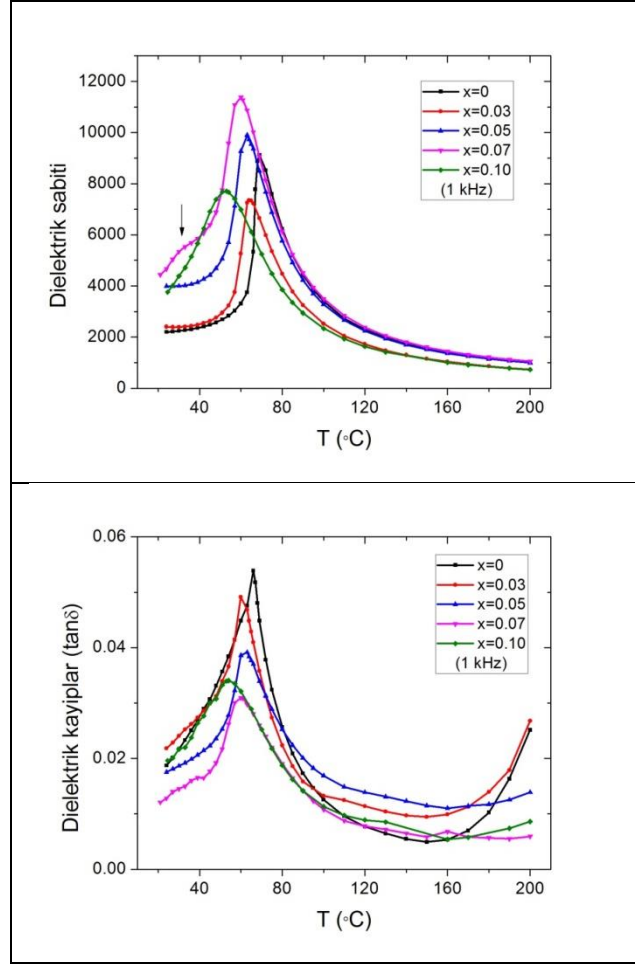 12000
10000
8000
6000
4000
2000
0
Dielektrik sabiti
x=0
x=0.03
x=0.05
x=0.07
x=0.10
(1 kHz)
40 80 120 160 200
T (◦C)
0.06
0.04
0.02
0.00
Dielektrik kayiplar (tanδ)
x=0
x=0.03
x=0.05
x=0.07
x=0.10
(1 kHz)
40 80 120 160 200
T (◦C)